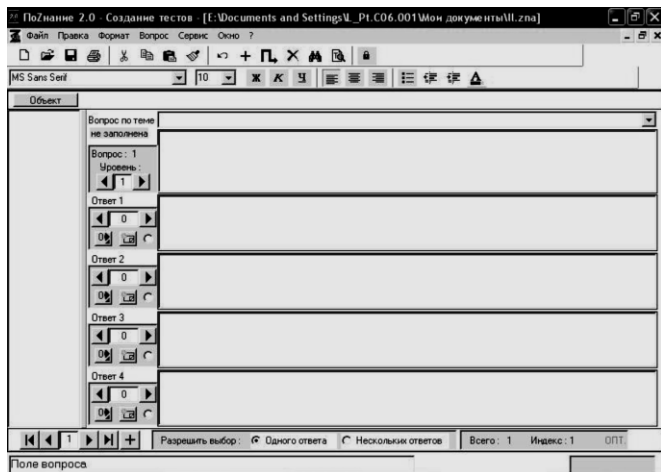 ПоZнание 2.0 - Создание тестов - [E:\Documents and Settings\L_Pt.C06.001\Мои документы\II.zna]
Файл Правка Формат Вопрос Сервис Окно ?
MS Sans Serif 10 Ж К Ч
Объект
Вопрос по теме
не заполнена
Вопрос: 1
Уровень:
1
Ответ 1
0
Ответ 2
0
Ответ 3
0
Ответ 4
0
1 Разрешить выбор: Одного ответа Нескольких ответов Всего: 1 Индекс: 1 ОПТ.
Поле вопроса